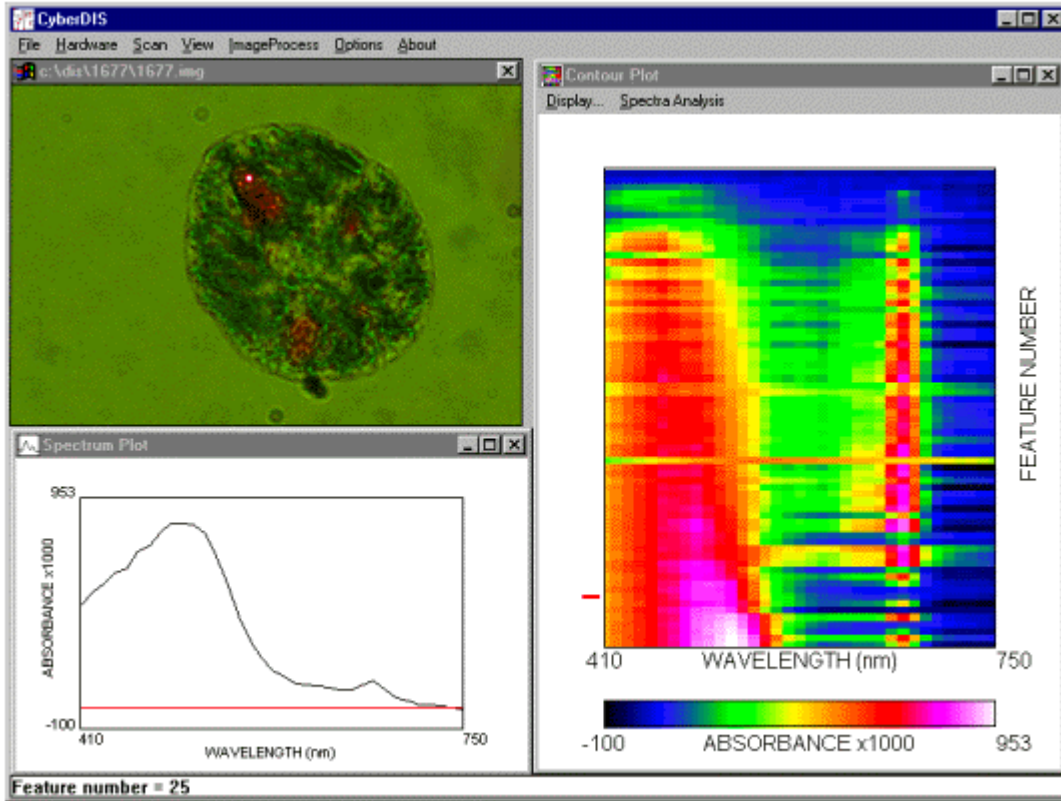 CyberDIS
File Hardware Scan View ImageProcess Options About
c:\dis\1677\1677.img
Contour Plot
Display... Spectra Analysis
FEATURE NUMBER
410 WAVELENGTH (nm) 750
-100 ABSORBANCE x1000 953
Spectrum Plot
953
ABSORBANCE x1000
-100
410 750
WAVELENGTH (nm)
Feature number = 25